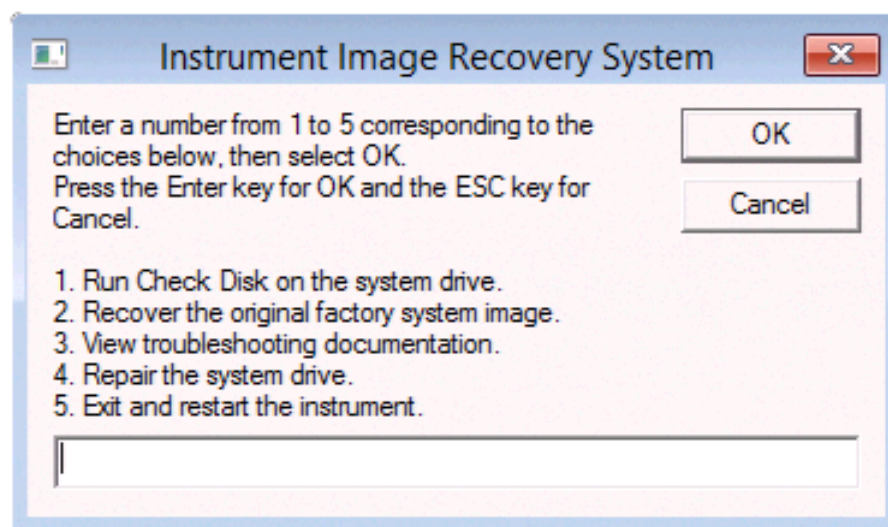 Instrument Image Recovery System
Enter a number from 1 to 5 corresponding to the
choices below, then select OK.
Press the Enter key for OK and the ESC key for
Cancel.
OK
Cancel
1. Run Check Disk on the system drive.
2. Recover the original factory system image.
3. View troubleshooting documentation.
4. Repair the system drive.
5. Exit and restart the instrument.